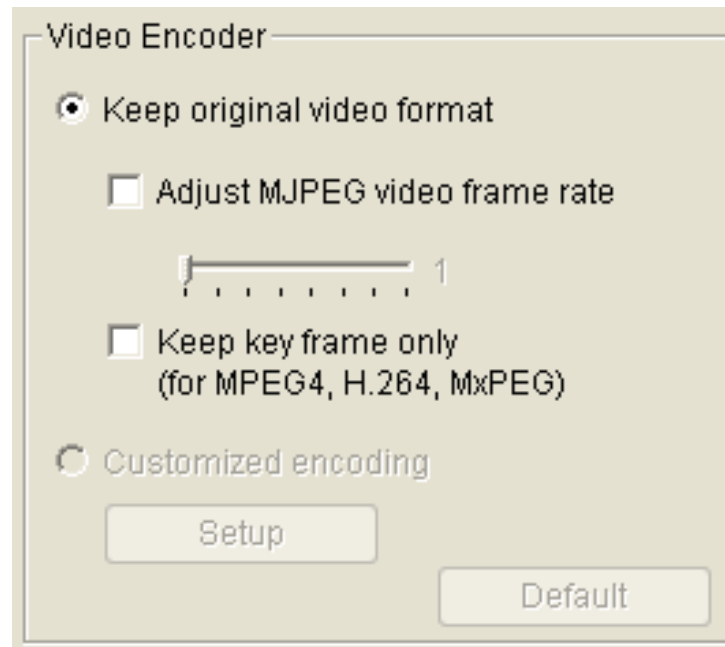 Video Encoder
Keep original video format
Adjust MJPEG video frame rate
1
Keep key frame only
(for MPEG4, H.264, MxPEG)
Customized encoding
Setup
Default